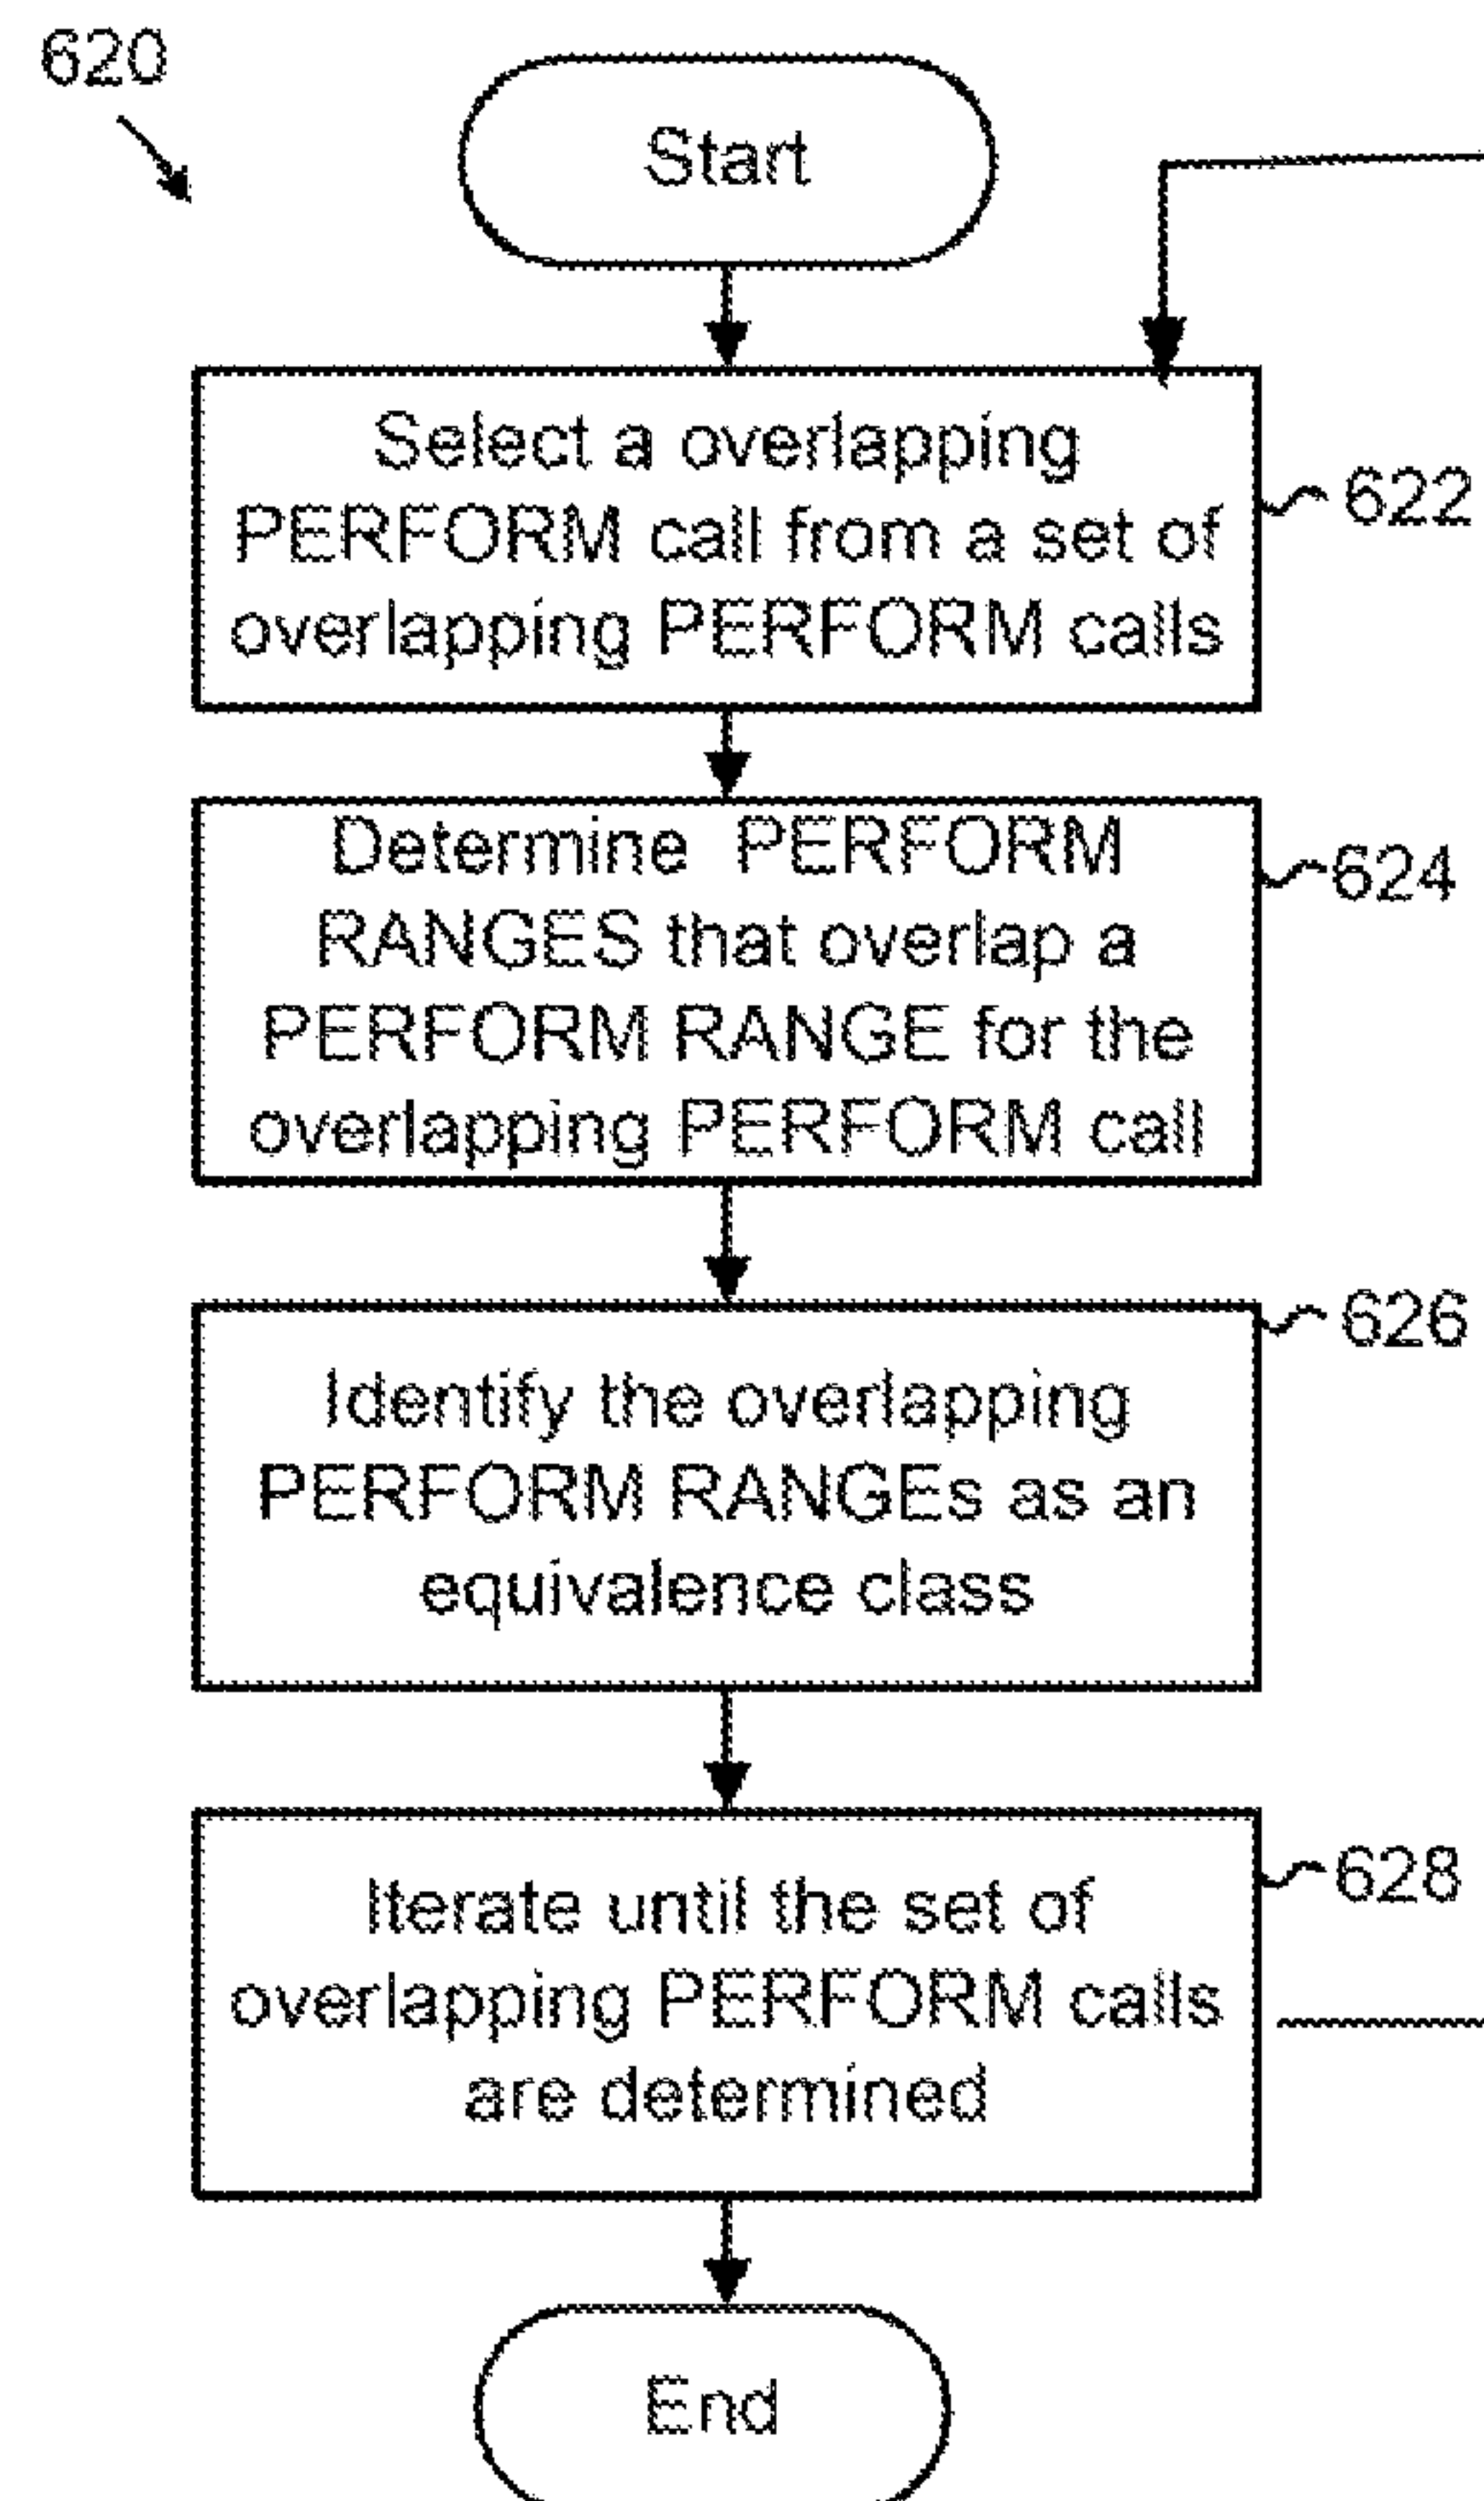 620
Start
Select a overlapping
PERFORM call from a set of
overlapping PERFORM calls
622
Determine PERFORM
RANGES that overlap a
PERFORM RANGE for the
overlapping PERFORM call
624
Identify the overlapping
PERFORM RANGEs as an
equivalence class
626
Iterate until the set of
overlapping PERFORM calls
are determined
628
End